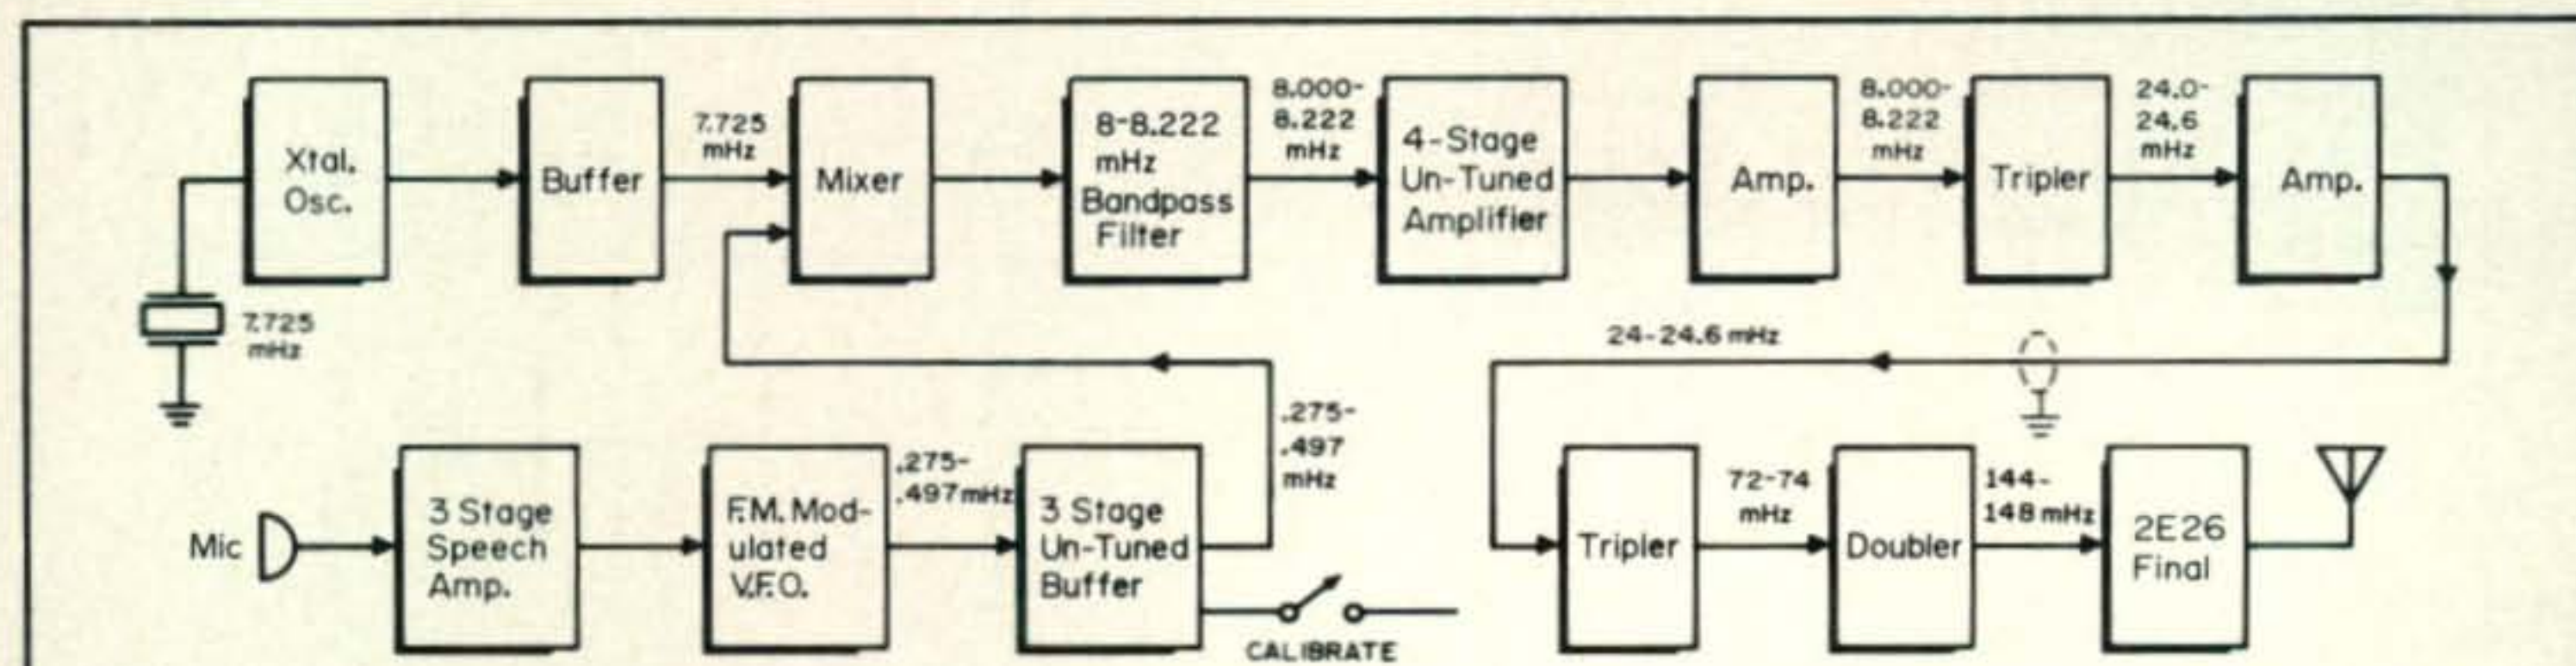 Xtal.
Osc.
Buffer
7.725
mHz
Mixer
8-8.222
mHz
Bandpass
Filter
8.000-
8.222
mHz
4-Stage
Un-Tuned
Amplifier
Amp.
8.000-
8.222
mHz
Tripler
24.0-
24.6
mHz
Amp.
7.725
mHz
24-24.6 mHz
Mic
3 Stage
Speech
Amp.
F.M. Mod-
ulated
V.F.O.
.275-
.497mHz
3 Stage
Un-Tuned
Buffer
.275-
.497
mHz
CALIBRATE
Tripler
72-74
mHz
Doubler
144-
148 mHz
2E26
Final